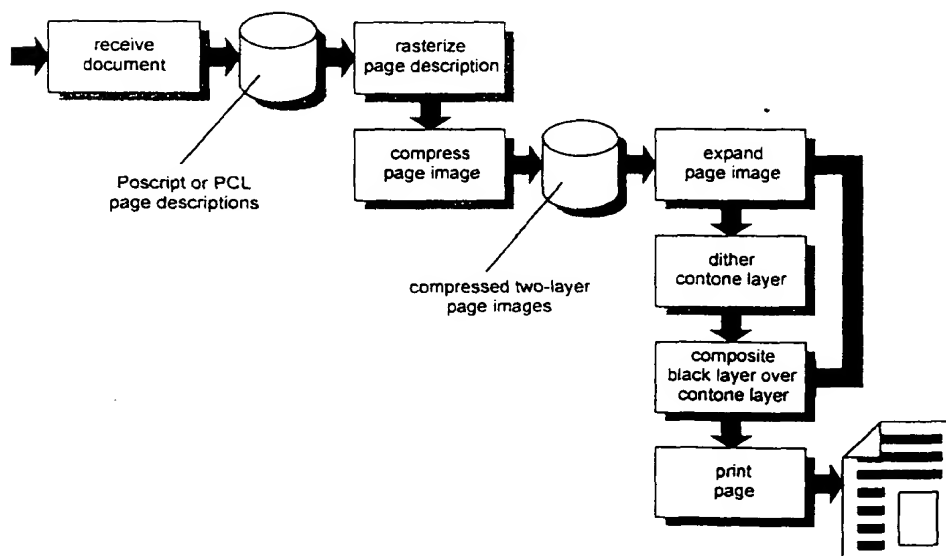 receive
document
rasterize
page description
Poscript or PCL
page descriptions
compress
page image
compressed two-layer
page images
expand
page image
dither
contone layer
composite
black layer over
contone layer
print
page